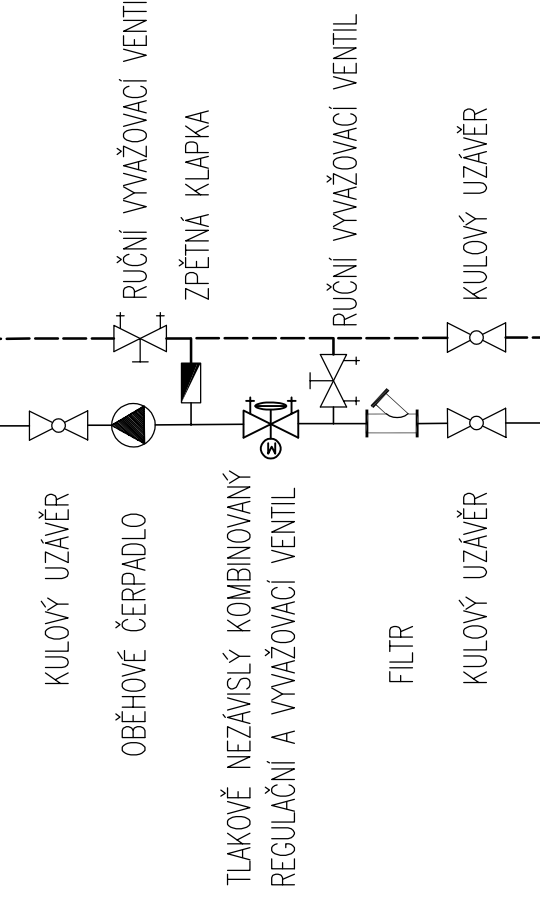 KULOVÝ UZÁVĚR
OBĚHOVÉ ČERPADLO
RUČNÍ VYVAŽOVACÍ VENTI
ZPĚTNÁ KLAPKA
TLAKOVĚ NEZÁVISLÝ KOMBINOVANÝ
REGULAČNÍ A VYVAŽOVACÍ VENTIL
M
RUČNÍ VYVAŽOVACÍ VENTIL
FILTR
KULOVÝ UZÁVĚR
KULOVÝ UZÁVĚR